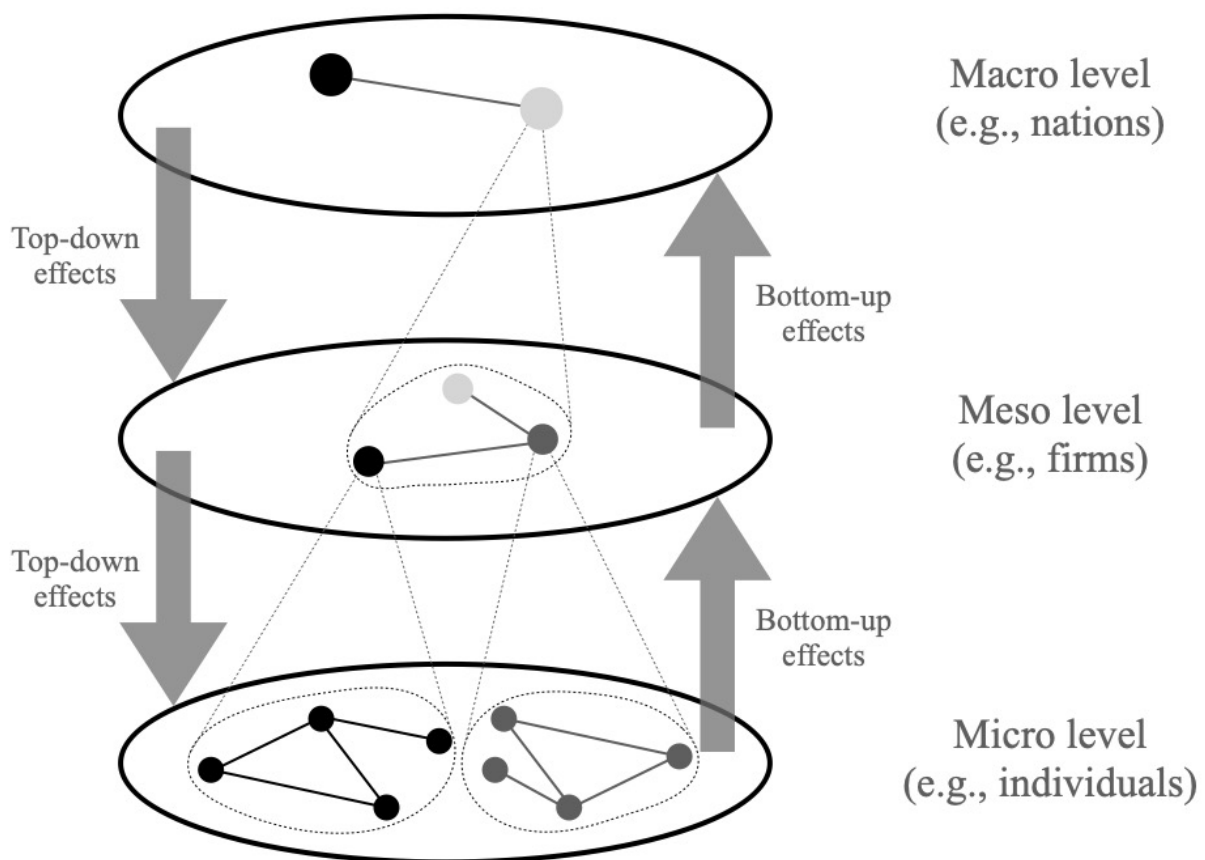 Macro level
(e.g., nations)
Top-down
effects
Bottom-up
effects
Meso level
(e.g., firms)
Top-down
effects
Bottom-up
effects
Micro level
(e.g., individuals)